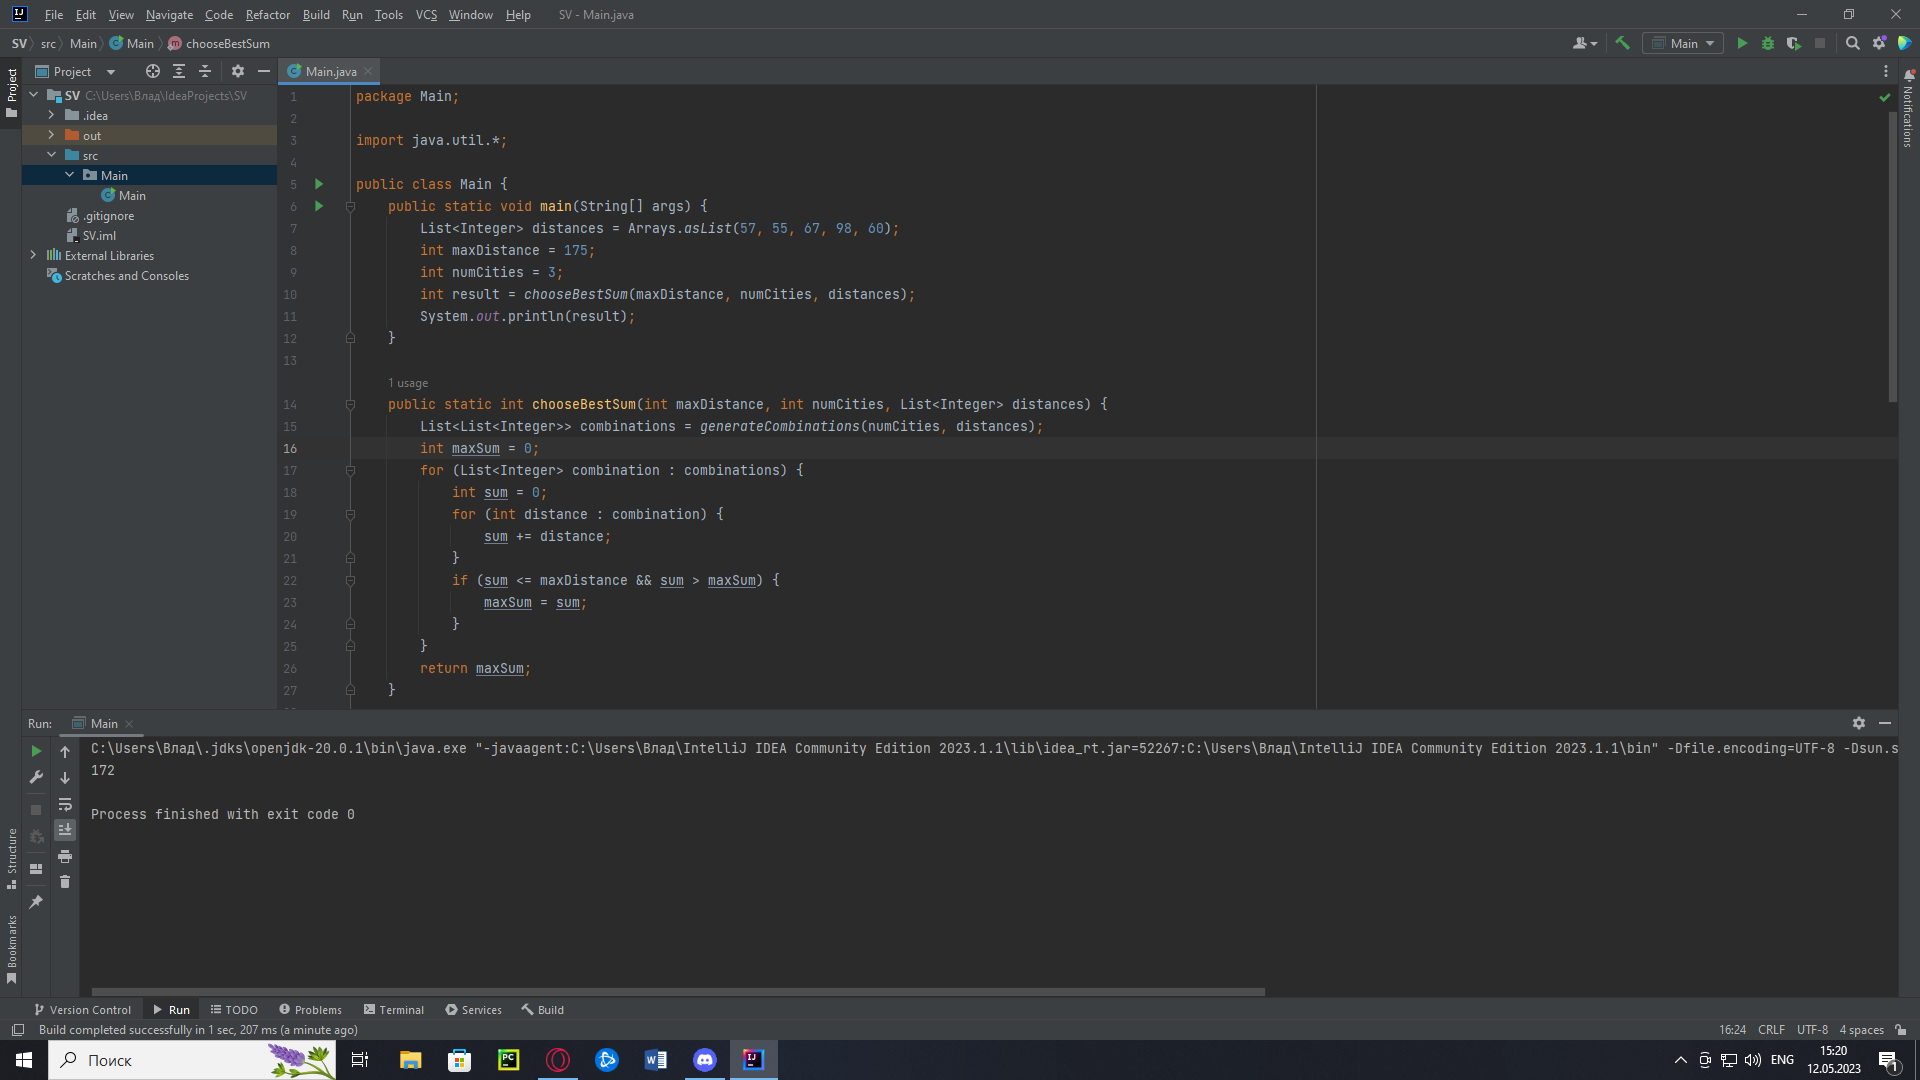 File Edit View Navigate Code Refactor Build Run Tools VCS Window Help SV - Main.java
SV src Main Main chooseBestSum Main
Project
Main.java
Project
Notifications
SV C:\Users\Влад\IdeaProjects\SV
.idea
out
src
Main
Main
.gitignore
SV.iml
External Libraries
Scratches and Consoles
1 package Main;
2
3 import java.util.*;
4
5 public class Main {
6 public static void main(String[] args) {
7 List<Integer> distances = Arrays.asList(57, 55, 67, 98, 60);
8 int maxDistance = 175;
9 int numCities = 3;
10 int result = chooseBestSum(maxDistance, numCities, distances);
11 System.out.println(result);
12 }
13
1 usage
14 public static int chooseBestSum(int maxDistance, int numCities, List<Integer> distances) {
15 List<List<Integer>> combinations = generateCombinations(numCities, distances);
16 int maxSum = 0;
17 for (List<Integer> combination : combinations) {
18 int sum = 0;
19 for (int distance : combination) {
20 sum += distance;
21 }
22 if (sum <= maxDistance && sum > maxSum) {
23 maxSum = sum;
24 }
25 }
26 return maxSum;
27 }
Run: Main
C:\Users\Влад\.jdks\openjdk-20.0.1\bin\java.exe "-javaagent:C:\Users\Влад\IntelliJ IDEA Community Edition 2023.1.1\lib\idea_rt.jar=52267:C:\Users\Влад\IntelliJ IDEA Community Edition 2023.1.1\bin" -Dfile.encoding=UTF-8 -Dsun.s
172
Process finished with exit code 0
Structure
Bookmarks
Version Control Run TODO Problems Terminal Services Build
Build completed successfully in 1 sec, 207 ms (a minute ago) 16:24 CRLF UTF-8 4 spaces
Поиск
ENG
15:20
12.05.2023
1